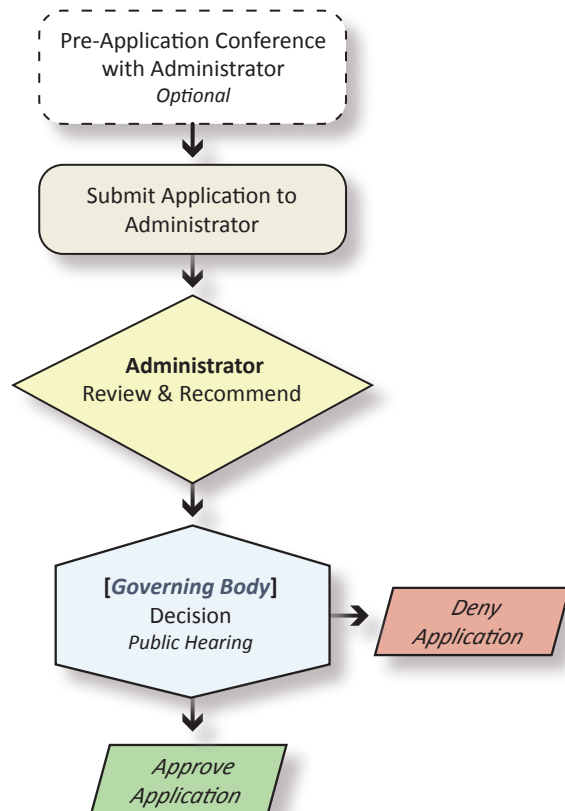 Pre-Application Conference
with Administrator
Optional
Submit Application to
Administrator
Administrator
Review & Recommend
[Governing Body]
Decision
Public Hearing
Deny
Application
Approve
Application